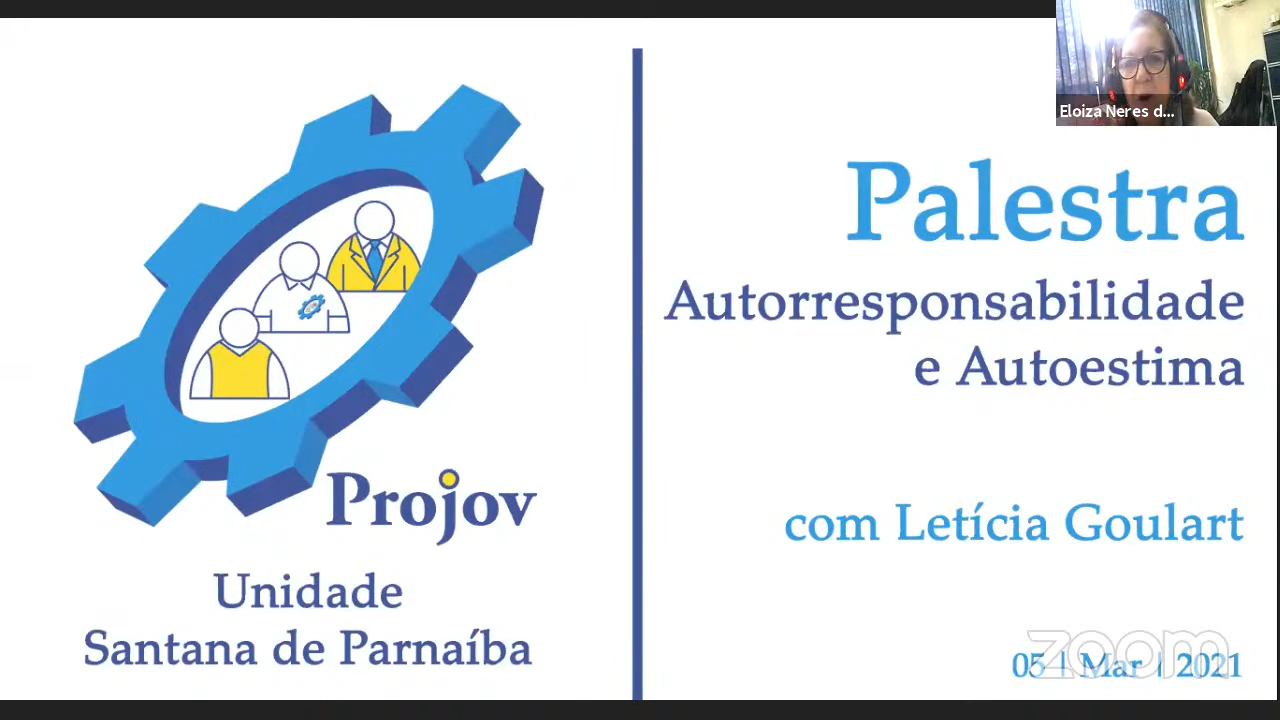 Eloiza Neres d...
Palestra
Autorresponsabilidade
e Autoestima
com Letícia Goulart
Projov
Unidade
Santana de Parnaíba
zoom
05 | Mar | 2021